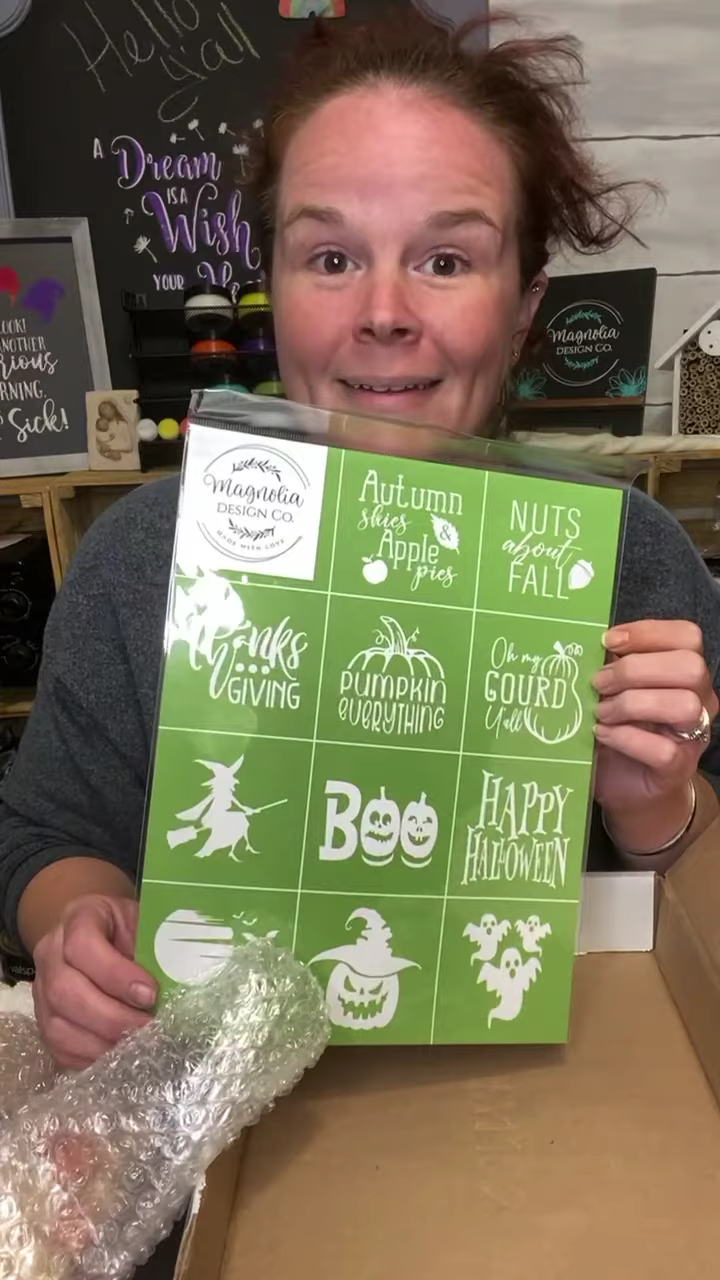 Hello
y'all
A Dream
IS A
Wish
YOUR
LOOK!
ANOTHER
RNING,
Sick!
Magnolia
DESIGN CO.
Magnolia
DESIGN CO.
MADE WITH LOVE
Autumn
skies
&
Apple
pies
NUTS
about
FALL
Thanks
GIVING
PUMPKIN
EVERYTHING
Oh my
GOURD
Y'all
BOO
HAPPY
HALLOWEEN
valsp